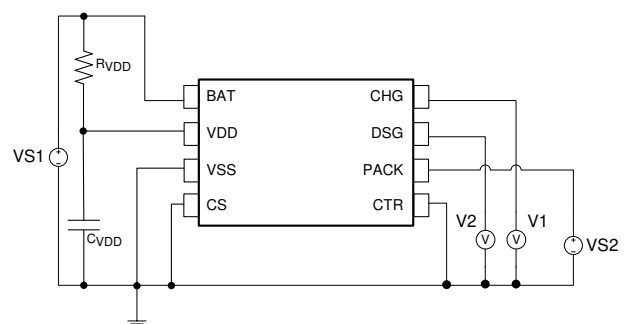 RVDD
BAT
CHG
VDD
DSG
VS1
+
-
VSS
PACK
CS
CTR
V2
V1
V
V
+
-
VS2
CVDD